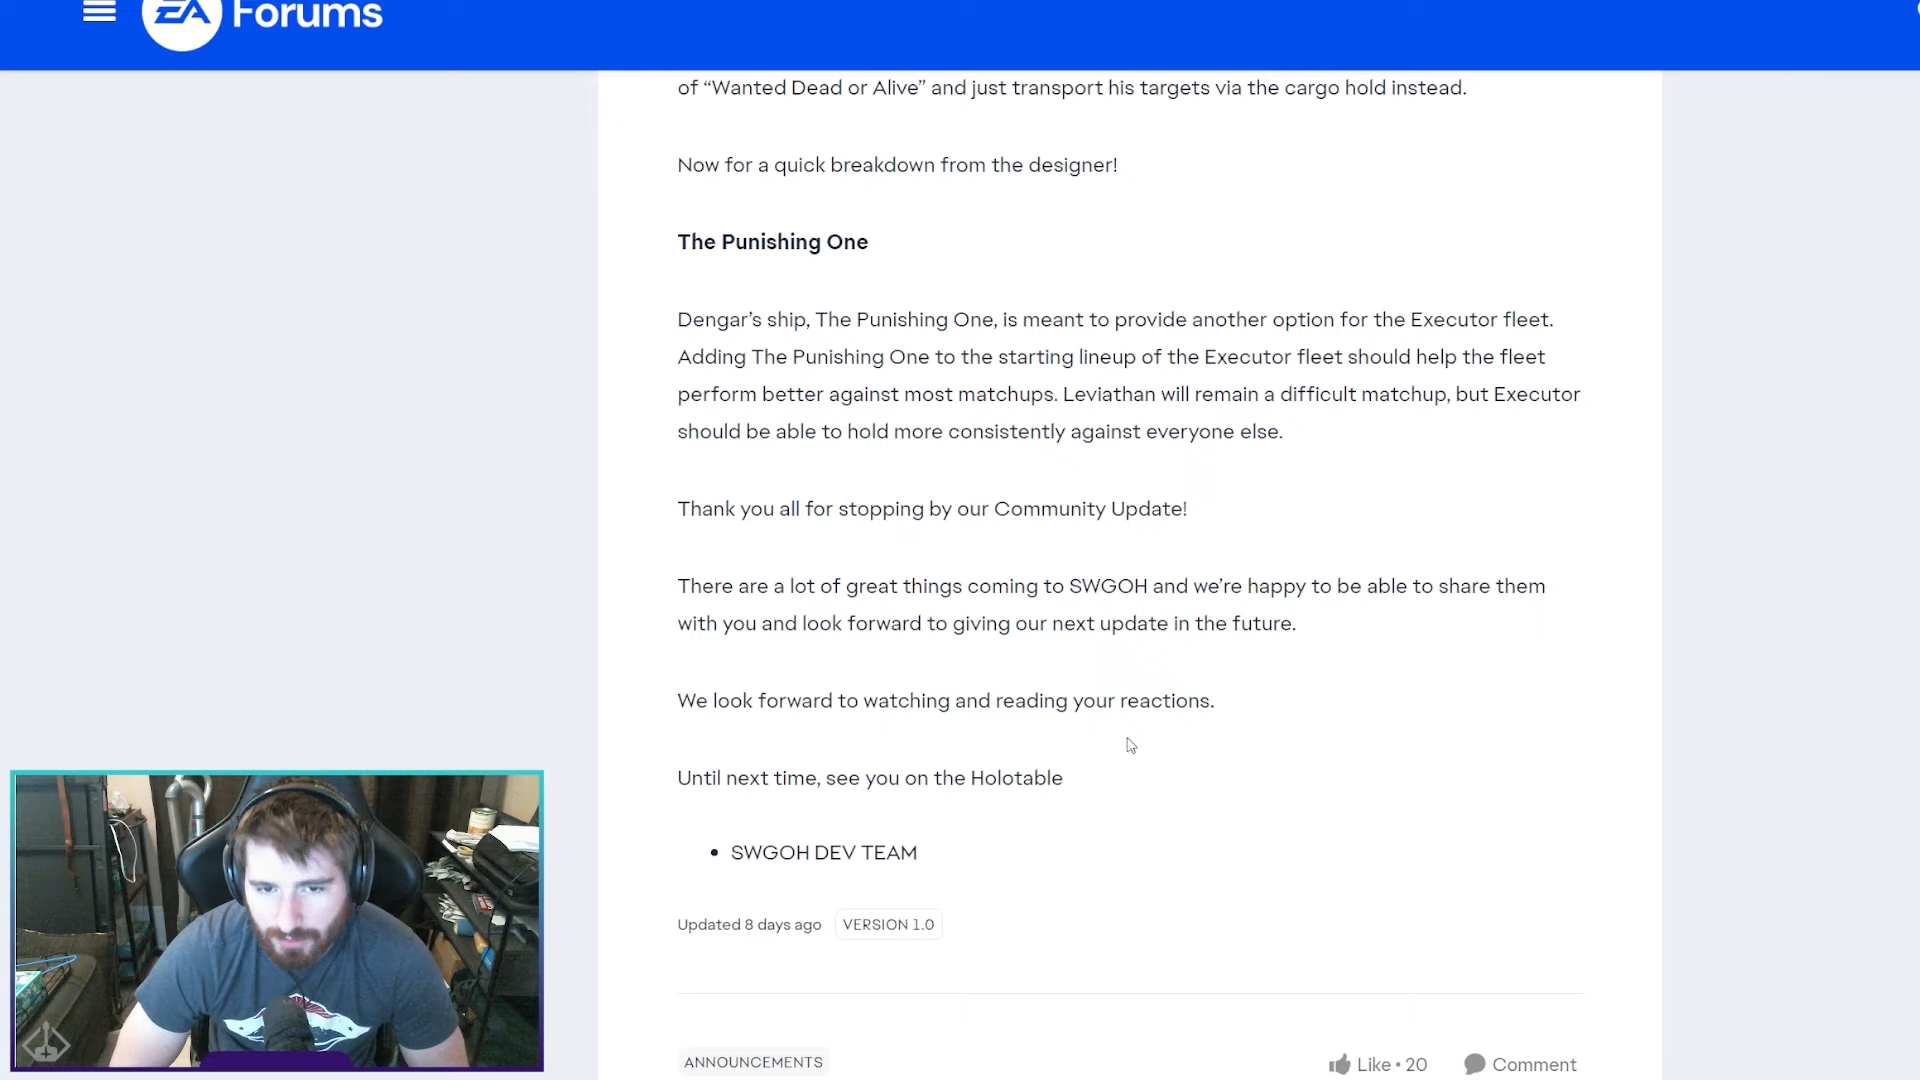 EA Forums
of “Wanted Dead or Alive” and just transport his targets via the cargo hold instead.
Now for a quick breakdown from the designer!
The Punishing One
Dengar’s ship, The Punishing One, is meant to provide another option for the Executor fleet.
Adding The Punishing One to the starting lineup of the Executor fleet should help the fleet
perform better against most matchups. Leviathan will remain a difficult matchup, but Executor
should be able to hold more consistently against everyone else.
Thank you all for stopping by our Community Update!
There are a lot of great things coming to SWGOH and we’re happy to be able to share them
with you and look forward to giving our next update in the future.
We look forward to watching and reading your reactions.
Until next time, see you on the Holotable
• SWGOH DEV TEAM
Updated 8 days ago VERSION 1.0
ANNOUNCEMENTS Like • 20 Comment